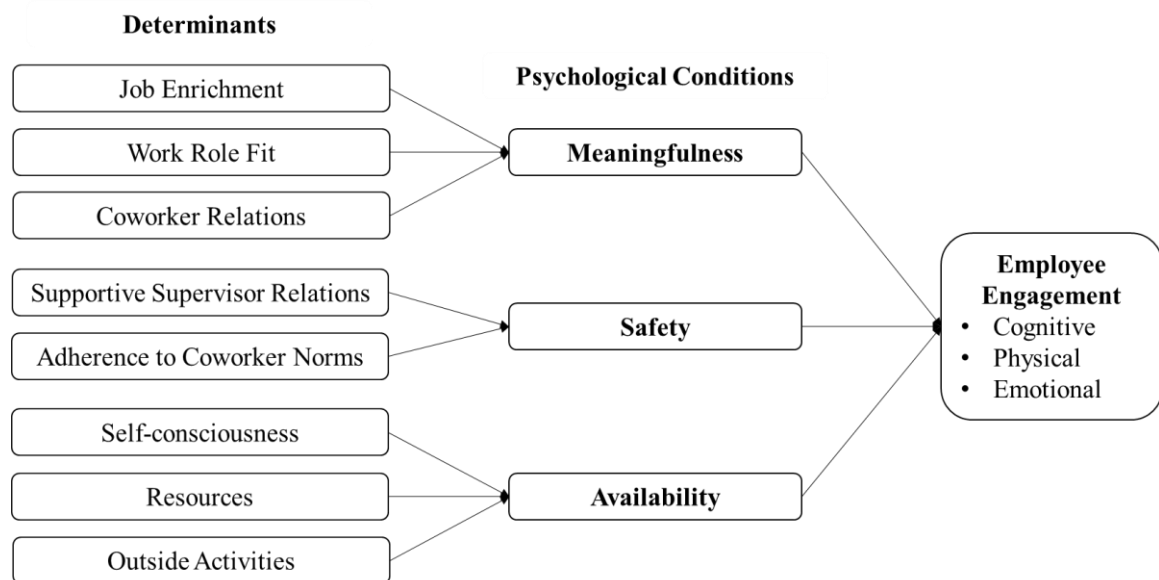 Determinants
Job Enrichment
Work Role Fit
Coworker Relations
Supportive Supervisor Relations
Adherence to Coworker Norms
Self-consciousness
Resources
Outside Activities
Psychological Conditions
Meaningfulness
Safety
Availability
Employee
Engagement
• Cognitive
• Physical
• Emotional